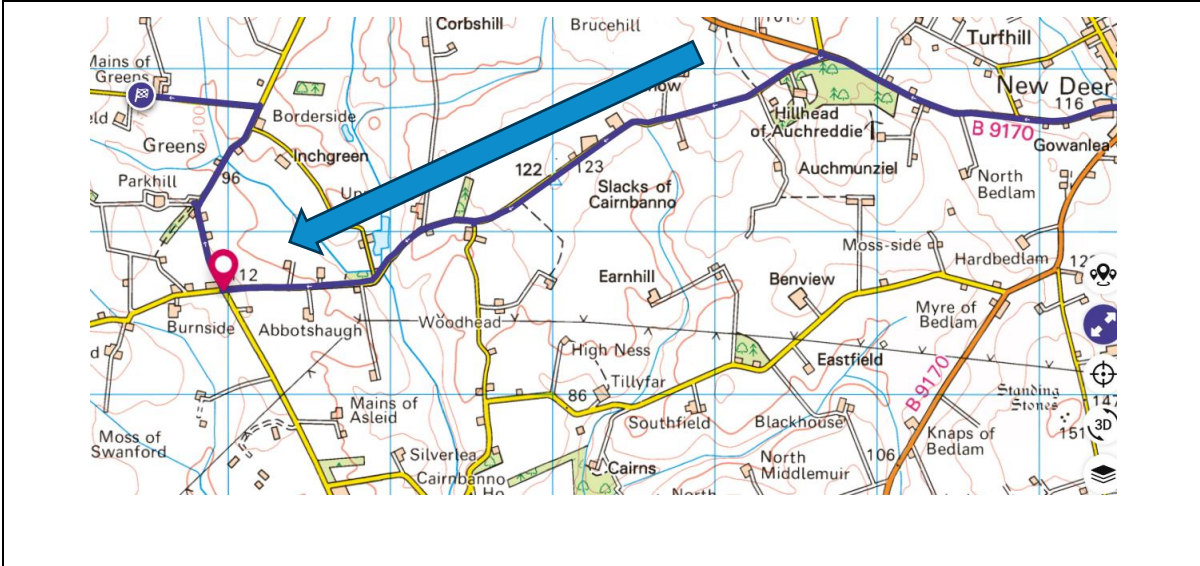 Corbshill
Brucehill
Turfhill
Mains of
Greens
New Deer
116
Borderside
Hillhead
of Auchreddie
B 9170
Gowanlea
Greens
Inchgreen
122
123
Auchmunziel
96
Parkhill
Slacks of
Cairnbanno
North
Bedlam
Moss-side
Hardbedlam
12
Earnhill
Benview
Burnside
Abbotshaugh
Woodhead
Myre of
Bedlam
High Ness
Eastfield
B 9170
Tillyfar
86
Standing
Stones
147
3D
151
Mains of
Asleid
Southfield
Blackhouse
Moss of
Swanford
Knaps of
Bedlam
Silverlea
106
North
Middlemuir
Cairns
Cairnbanno
Ho
North